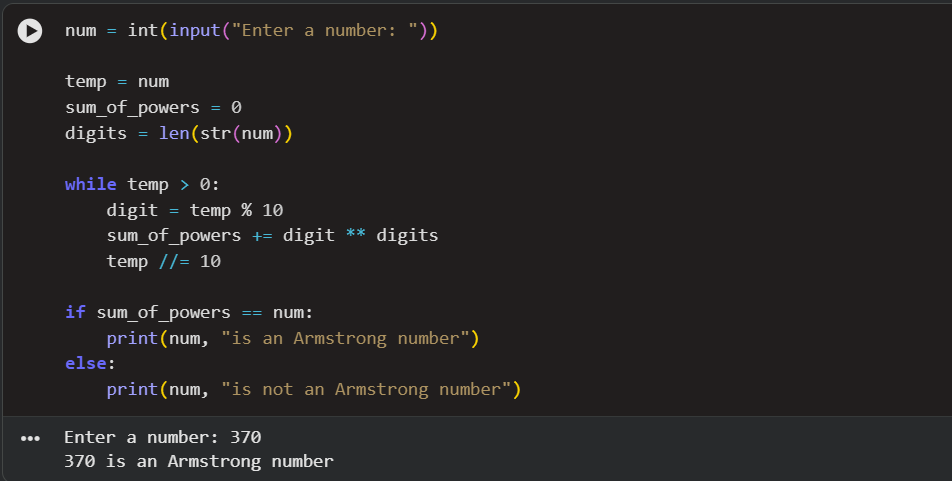 num = int(input("Enter a number: "))
temp = num
sum_of_powers = 0
digits = len(str(num))
while temp > 0:
    digit = temp % 10
    sum_of_powers += digit ** digits
    temp //= 10
if sum_of_powers == num:
    print(num, "is an Armstrong number")
else:
    print(num, "is not an Armstrong number")
Enter a number: 370
370 is an Armstrong number